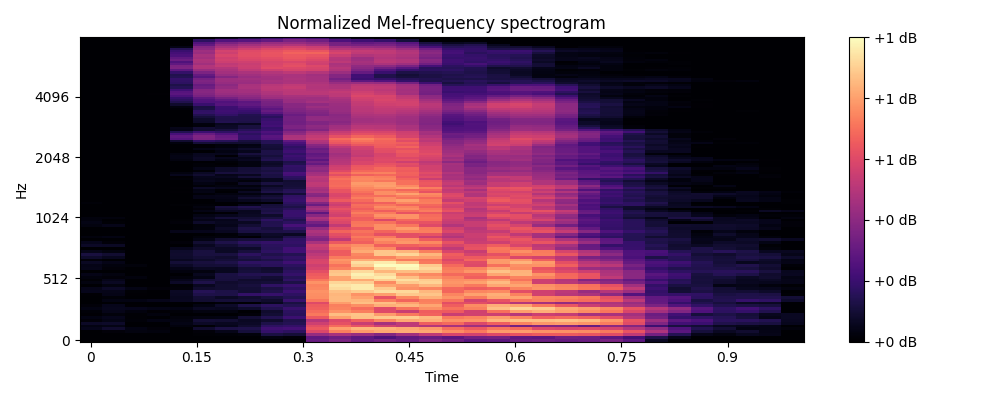 Normalized Mel-frequency spectrogram
Hz
4096
2048
1024
512
0
0 0.15 0.3 0.45 0.6 0.75 0.9
Time
+1 dB
+1 dB
+1 dB
+0 dB
+0 dB
+0 dB